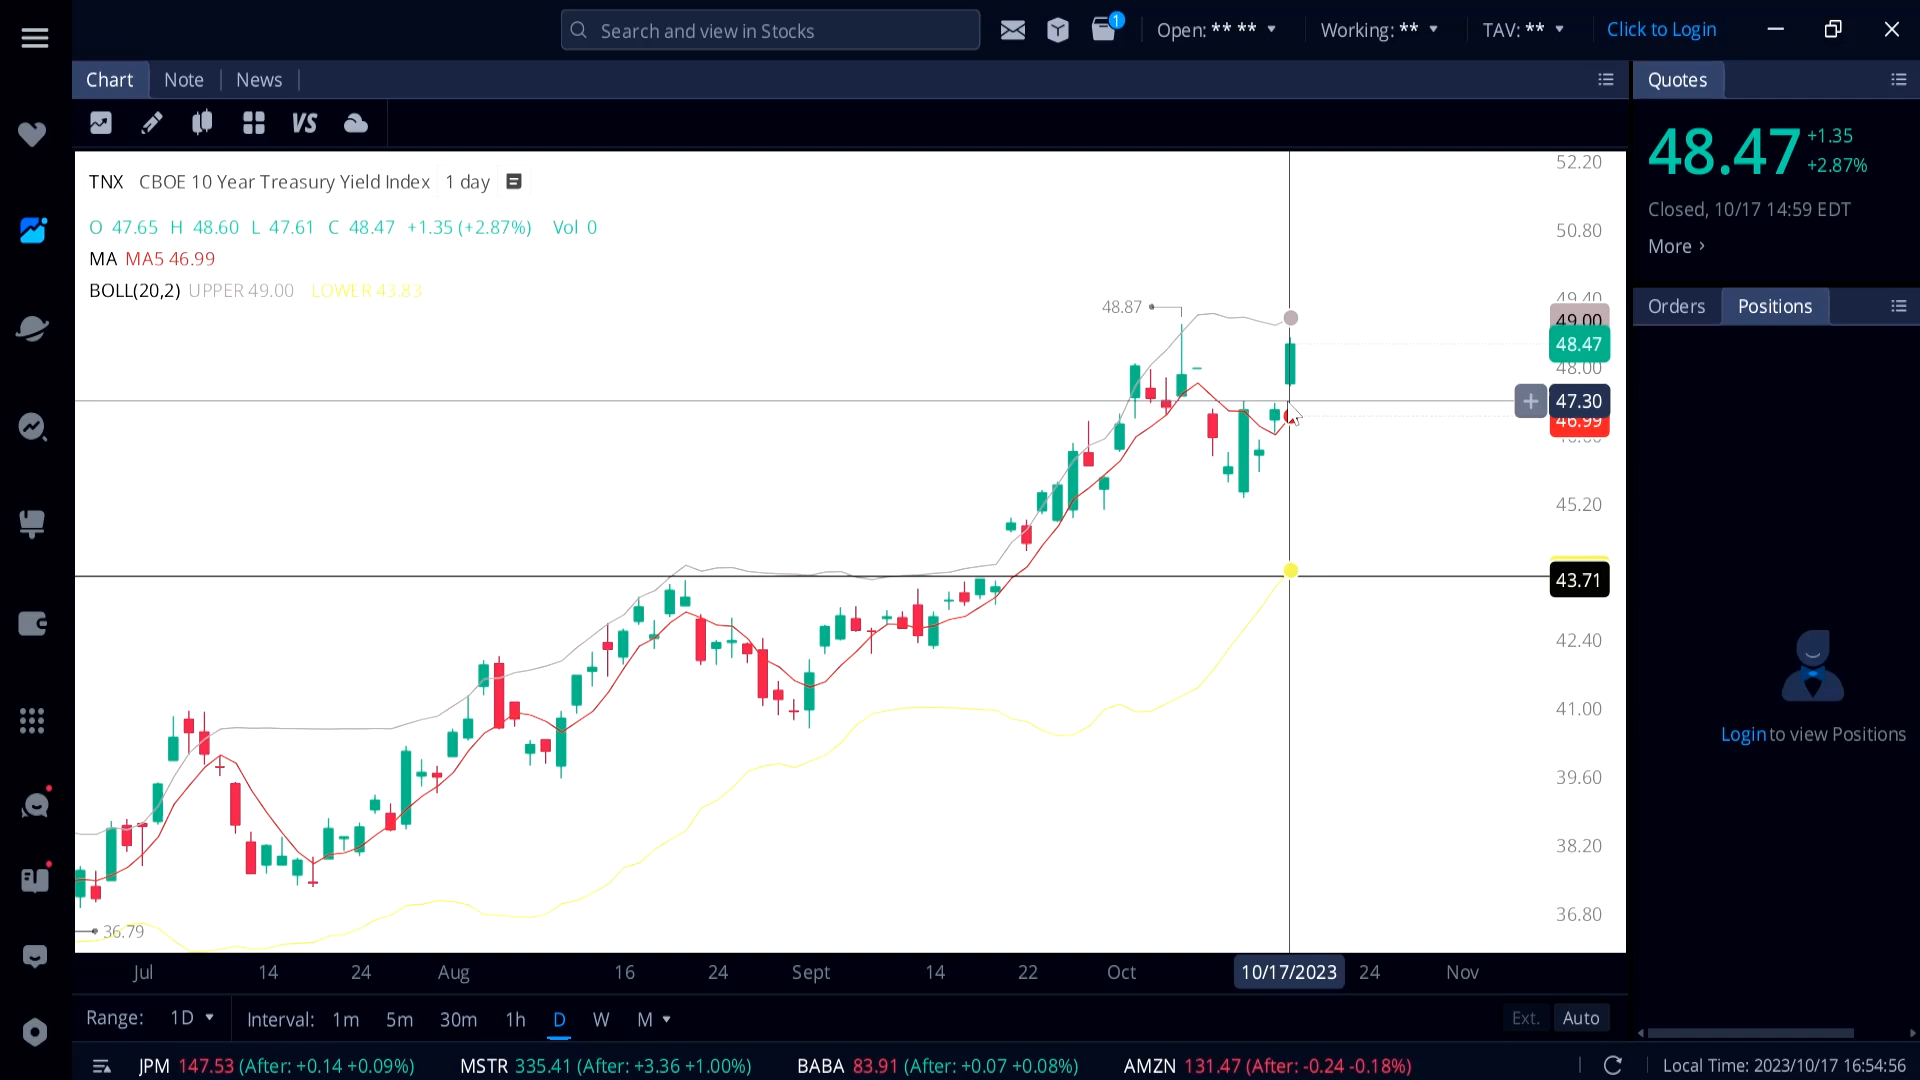 Search and view in Stocks
1
Open: ** **
Working: **
TAV: **
Click to Login
Chart
Note
News
Quotes
VS
48.47
+1.35
+2.87%
Closed, 10/17 14:59 EDT
More
Orders
Positions
Login to view Positions
TNX CBOE 10 Year Treasury Yield Index 1 day
O 47.65 H 48.60 L 47.61 C 48.47 +1.35 (+2.87%) Vol 0
MA MA5 46.99
BOLL(20,2) UPPER 49.00 LOWER 43.83
48.87
36.79
52.20
50.80
49.40
49.00
48.47
48.00
47.30
46.99
45.20
43.71
42.40
41.00
39.60
38.20
36.80
Jul 14 24 Aug 16 24 Sept 14 22 Oct 10/17/2023 24 Nov
Range: 1D Interval: 1m 5m 30m 1h D W M Ext. Auto
JPM 147.53 (After: +0.14 +0.09%) MSTR 335.41 (After: +3.36 +1.00%) BABA 83.91 (After: +0.07 +0.08%) AMZN 131.47 (After: -0.24 -0.18%) Local Time: 2023/10/17 16:54:56